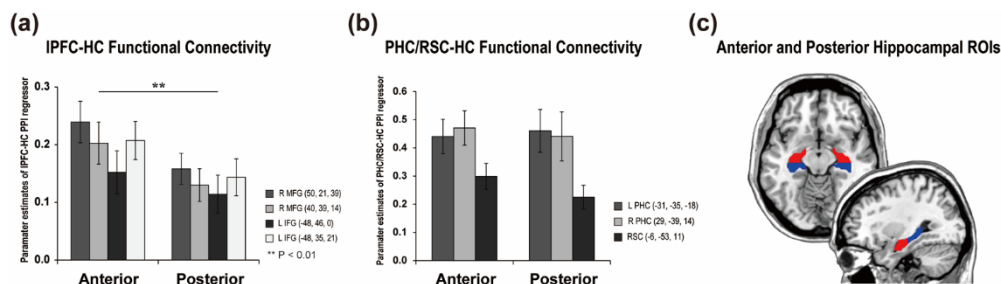 (a)
lPFC-HC Functional Connectivity
Paramater estimates of lPFC-HC PPI regressor
0.3
0.2
0.1
0.0
**
R MFG (50, 21, 39)
R MFG (40, 39, 14)
L IFG (-48, 46, 0)
L IFG (-48, 35, 21)
** P < 0.01
Anterior Posterior
(b)
PHC/RSC-HC Functional Connectivity
Paramater estimates of PHC/RSC-HC PPI regressor
0.6
0.5
0.4
0.3
0.2
0.1
0.0
L PHC (-31, -35, -18)
R PHC (29, -39, 14)
RSC (-6, -53, 11)
Anterior Posterior
(c)
Anterior and Posterior Hippocampal ROIs